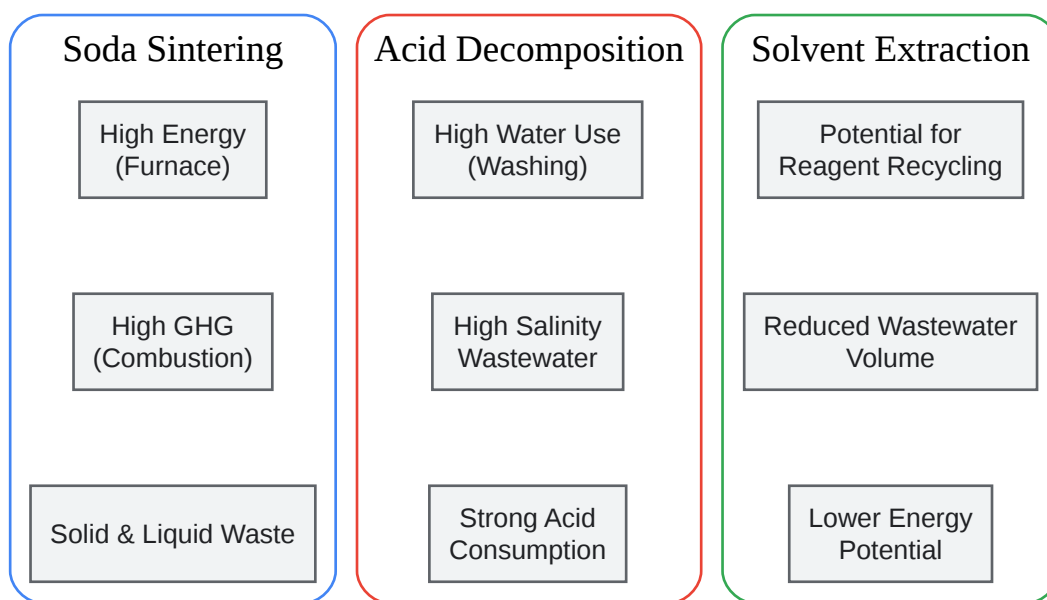 Soda Sintering
High Energy
(Furnace)
High GHG
(Combustion)
Solid & Liquid Waste
Acid Decomposition
High Water Use
(Washing)
High Salinity
Wastewater
Strong Acid
Consumption
Solvent Extraction
Potential for
Reagent Recycling
Reduced Wastewater
Volume
Lower Energy
Potential